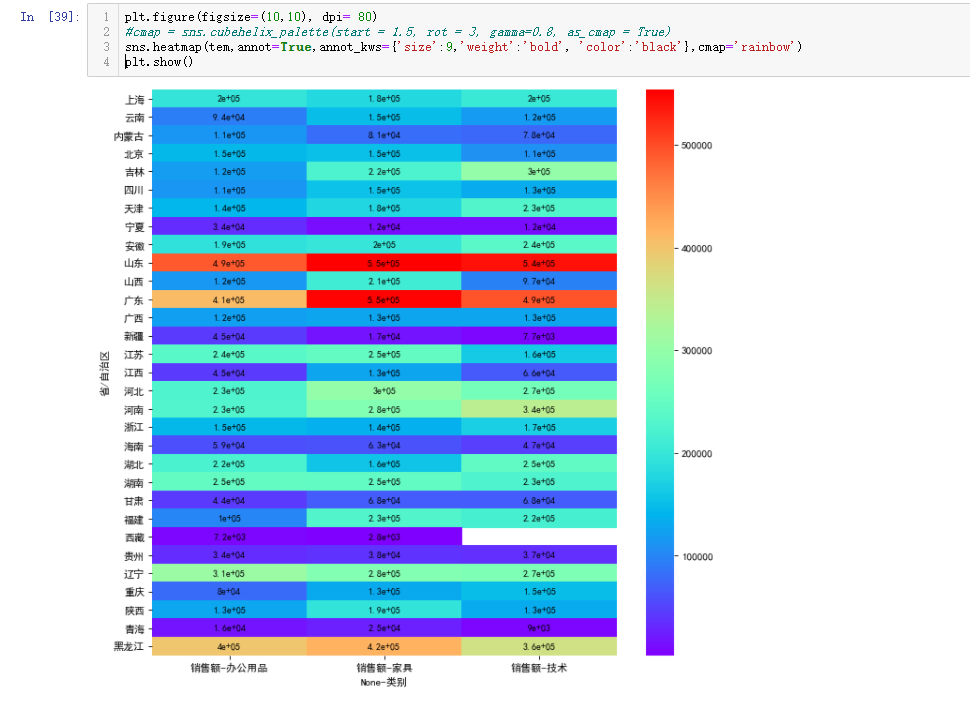 In [39]:
1 plt.figure(figsize=(10,10), dpi= 80)
2 #cmap = sns.cubehelix_palette(start = 1.5, rot = 3, gamma=0.8, as_cmap = True)
3 sns.heatmap(tem,annot=True,annot_kws={'size':9,'weight':'bold', 'color':'black'},cmap='rainbow')
4 plt.show()
上海 2e+05 1.8e+05 2e+05
云南 9.4e+04 1.5e+05 1.2e+05
内蒙古 1.1e+05 8.1e+04 7.8e+04
北京 1.5e+05 1.5e+05 1.1e+05
吉林 1.2e+05 2.2e+05 3e+05
四川 1.1e+05 1.5e+05 1.3e+05
天津 1.4e+05 1.8e+05 2.3e+05
宁夏 3.4e+04 1.2e+04 1.2e+04
安徽 1.9e+05 2e+05 2.4e+05
山东 4.9e+05 5.5e+05 5.4e+05
山西 1.2e+05 2.1e+05 9.7e+04
广东 4.1e+05 5.5e+05 4.9e+05
广西 1.2e+05 1.3e+05 1.3e+05
新疆 4.5e+04 1.7e+04 7.7e+03
江苏 2.4e+05 2.5e+05 1.6e+05
江西 4.5e+04 1.3e+05 6.6e+04
河北 2.3e+05 3e+05 2.7e+05
河南 2.3e+05 2.8e+05 3.4e+05
浙江 1.5e+05 1.4e+05 1.7e+05
海南 5.9e+04 6.3e+04 4.7e+04
湖北 2.2e+05 1.6e+05 2.5e+05
湖南 2.5e+05 2.5e+05 2.3e+05
甘肃 4.4e+04 6.8e+04 6.8e+04
福建 1e+05 2.3e+05 2.2e+05
西藏 7.2e+03 2.8e+03
贵州 3.4e+04 3.8e+04 3.7e+04
辽宁 3.1e+05 2.8e+05 2.7e+05
重庆 8e+04 1.3e+05 1.5e+05
陕西 1.3e+05 1.9e+05 1.3e+05
青海 1.6e+04 2.5e+04 9e+03
黑龙江 4e+05 4.2e+05 3.6e+05
省/自治区
销售额-办公用品 销售额-家具 销售额-技术
None-类别
500000
400000
300000
200000
100000